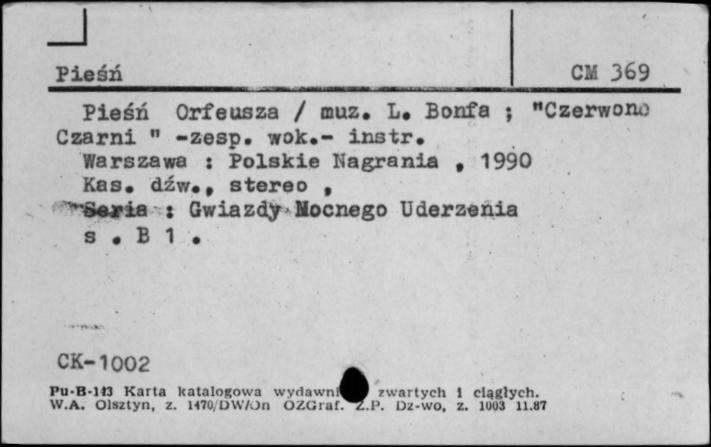 Pieśń
CM 369
Pieśń Orfeusza / muz. L. Bonfa ; "Czerwono
Czarni " -zesp. wok.- instr.
Warszawa : Polskie Nagrania , 1990
Kas. dźw., stereo ,
Seria : Gwiazdy Mocnego Uderzenia
s . B 1 .
CK-1002
Pu-B-143 Karta katalogowa zwartych i ciągłych.
W.A. Olsztyn, z. 1470/DW/On OZGraf. Z.P. Dz-wo, z. 1003 11.87